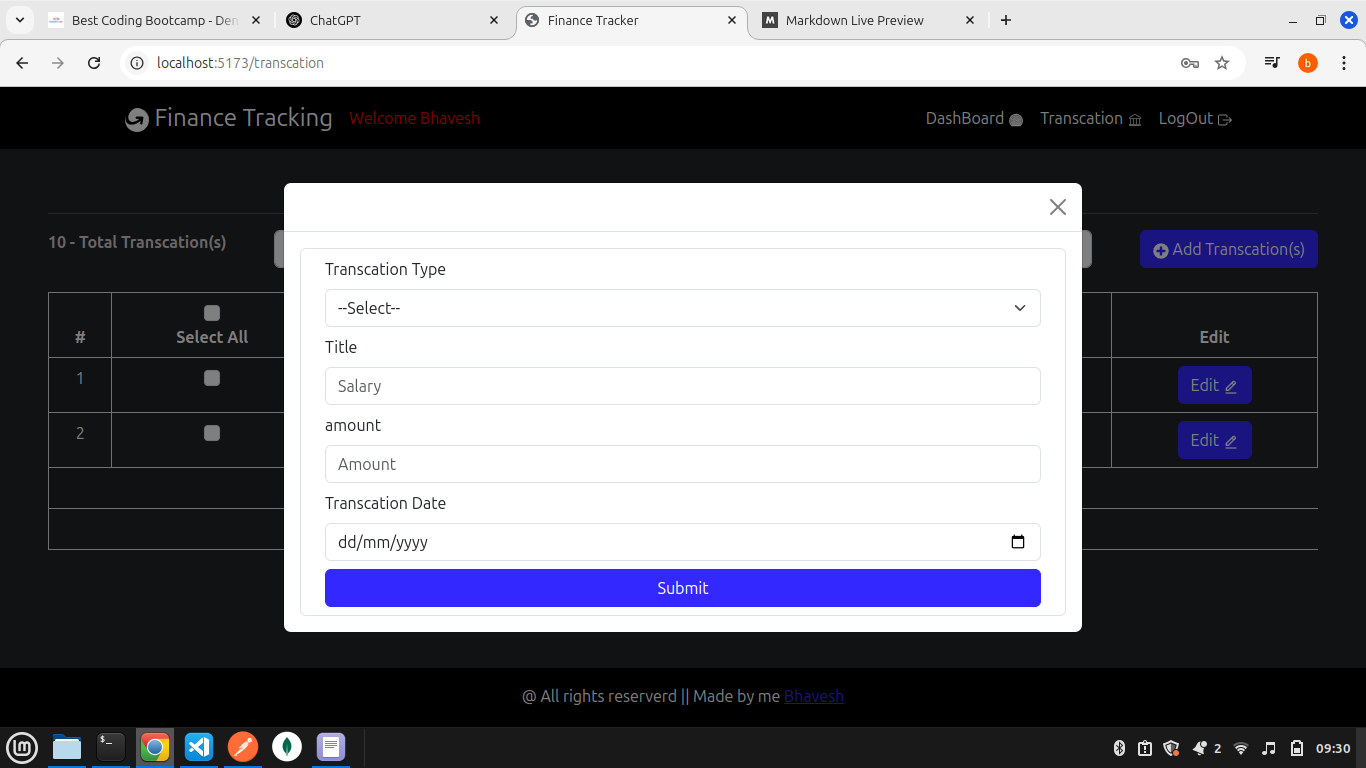 Best Coding Bootcamp - Den
ChatGPT
Finance Tracker
M Markdown Live Preview
localhost:5173/transcation
b
Finance Tracking Welcome Bhavesh DashBoard Transcation LogOut
10 - Total Transcation(s)
Add Transcation(s)
# Select All Edit
1 Edit
2 Edit
Transcation Type
--Select--
Title
Salary
amount
Amount
Transcation Date
dd/mm/yyyy
Submit
@ All rights reserverd || Made by me Bhavesh
$_
2
09:30